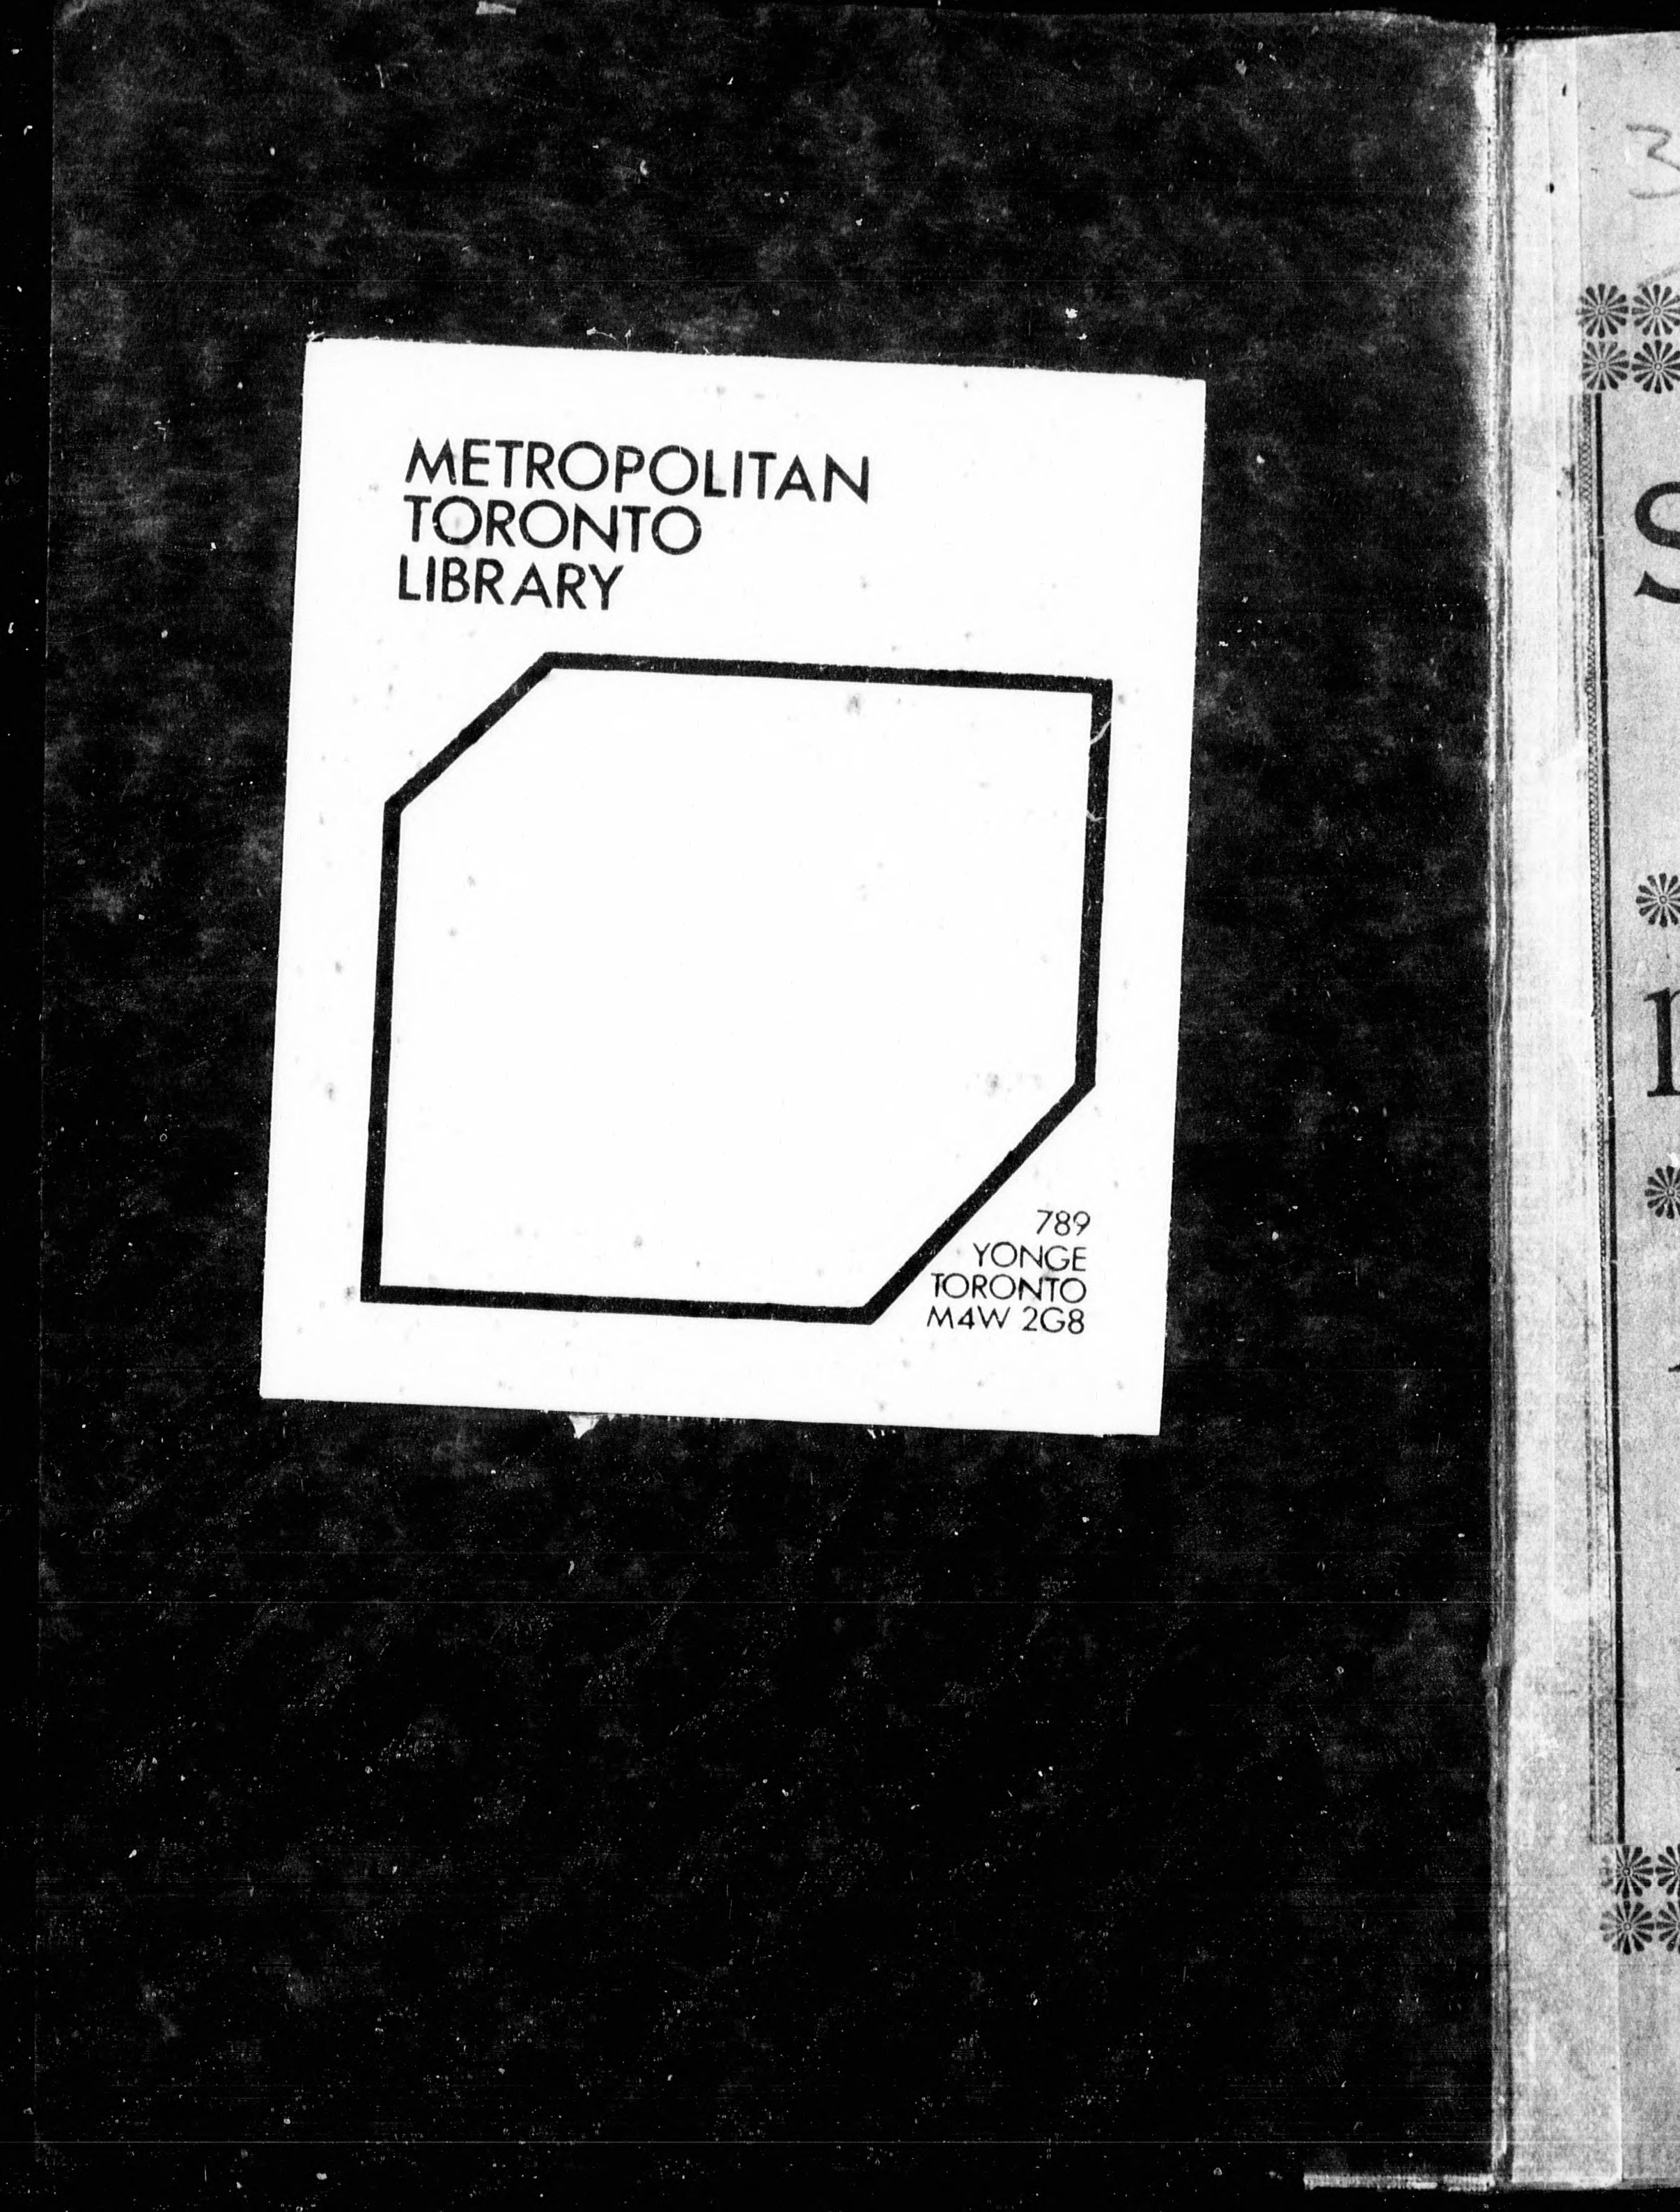 METROPOLITAN
TORONTO
LIBRARY
789
YONGE
TORONTO
M4W 2G8